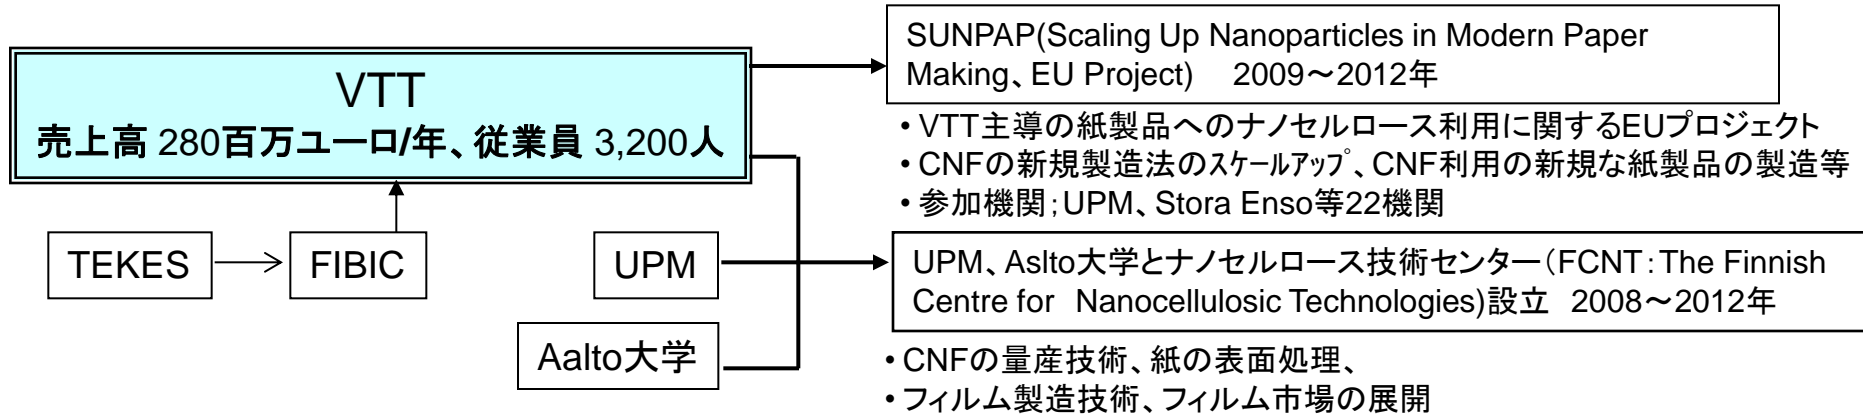 VTT
売上高 280百万ユーロ/年、従業員 3,200人
TEKES
FIBIC
UPM
Aalto大学
SUNPAP(Scaling Up Nanoparticles in Modern Paper
Making、EU Project) 2009～2012年
・VTT主導の紙製品へのナノセルロース利用に関するEUプロジェクト
・CNFの新規製造法のｽｹｰﾙｱｯﾌﾟ、CNF利用の新規な紙製品の製造等
・参加機関；UPM、Stora Enso等22機関
UPM、Aslto大学とナノセルロース技術センター（FCNT：The Finnish
Centre for Nanocellulosic Technologies)設立 2008～2012年
・CNFの量産技術、紙の表面処理、
・フィルム製造技術、フィルム市場の展開